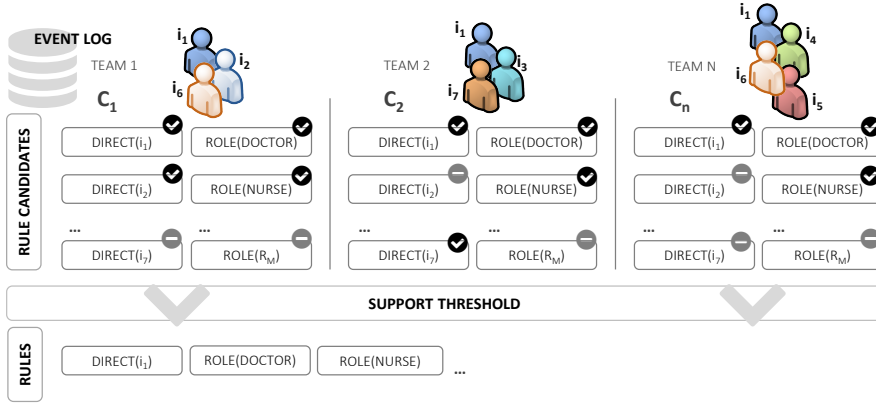 EVENT LOG
TEAM 1
C1
i1
i2
i6
TEAM 2
C2
i1
i3
i7
TEAM N
Cn
i1
i4
i6
i5
RULE CANDIDATES
DIRECT(i1) ROLE(DOCTOR) DIRECT(i1) ROLE(DOCTOR) DIRECT(i1) ROLE(DOCTOR)
DIRECT(i2) ROLE(NURSE) DIRECT(i2) ROLE(NURSE) DIRECT(i2) ROLE(NURSE)
... ... ... ... ... ...
DIRECT(i7) ROLE(RM) DIRECT(i7) ROLE(RM) DIRECT(i7) ROLE(RM)
SUPPORT THRESHOLD
RULES
DIRECT(i1) ROLE(DOCTOR) ROLE(NURSE) ...